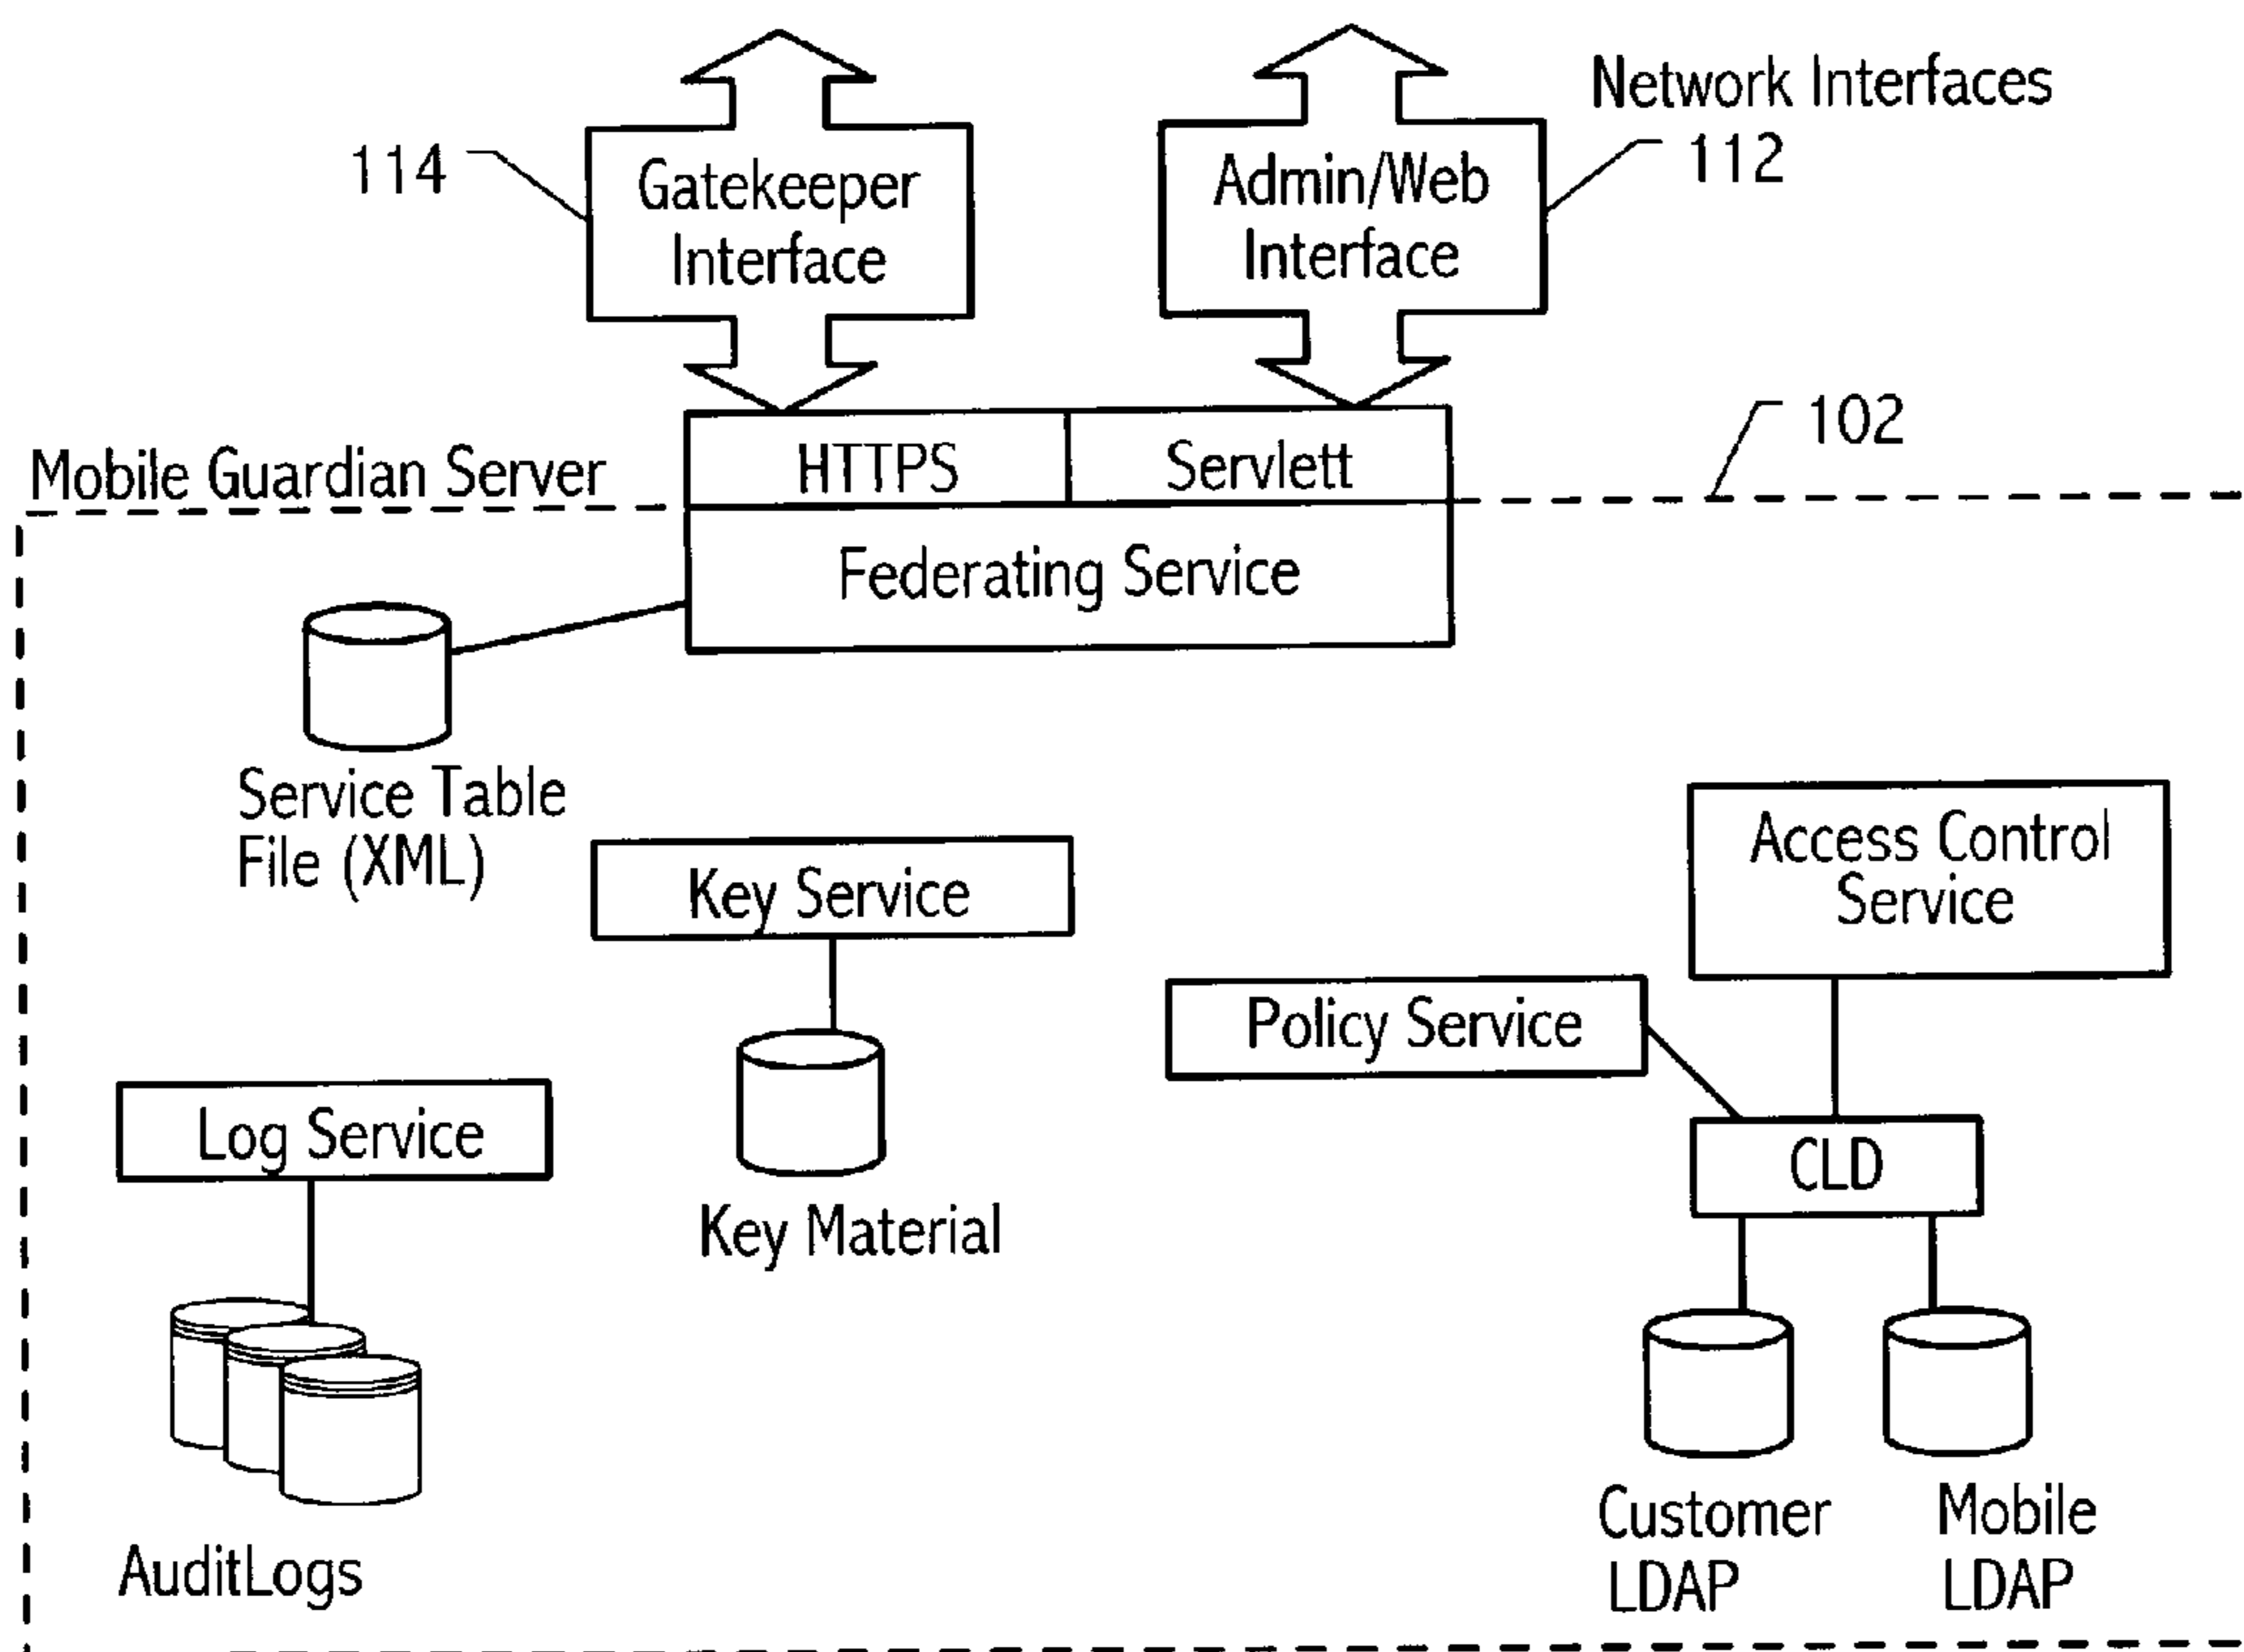 Network Interfaces
114
112
Gatekeeper
Interface
Admin/Web
Interface
102
Mobile Guardian Server
HTTPS
Servlett
Federating Service
Service Table
File (XML)
Key Service
Access Control
Service
Policy Service
Log Service
CLD
Key Material
Customer
LDAP
Mobile
LDAP
AuditLogs